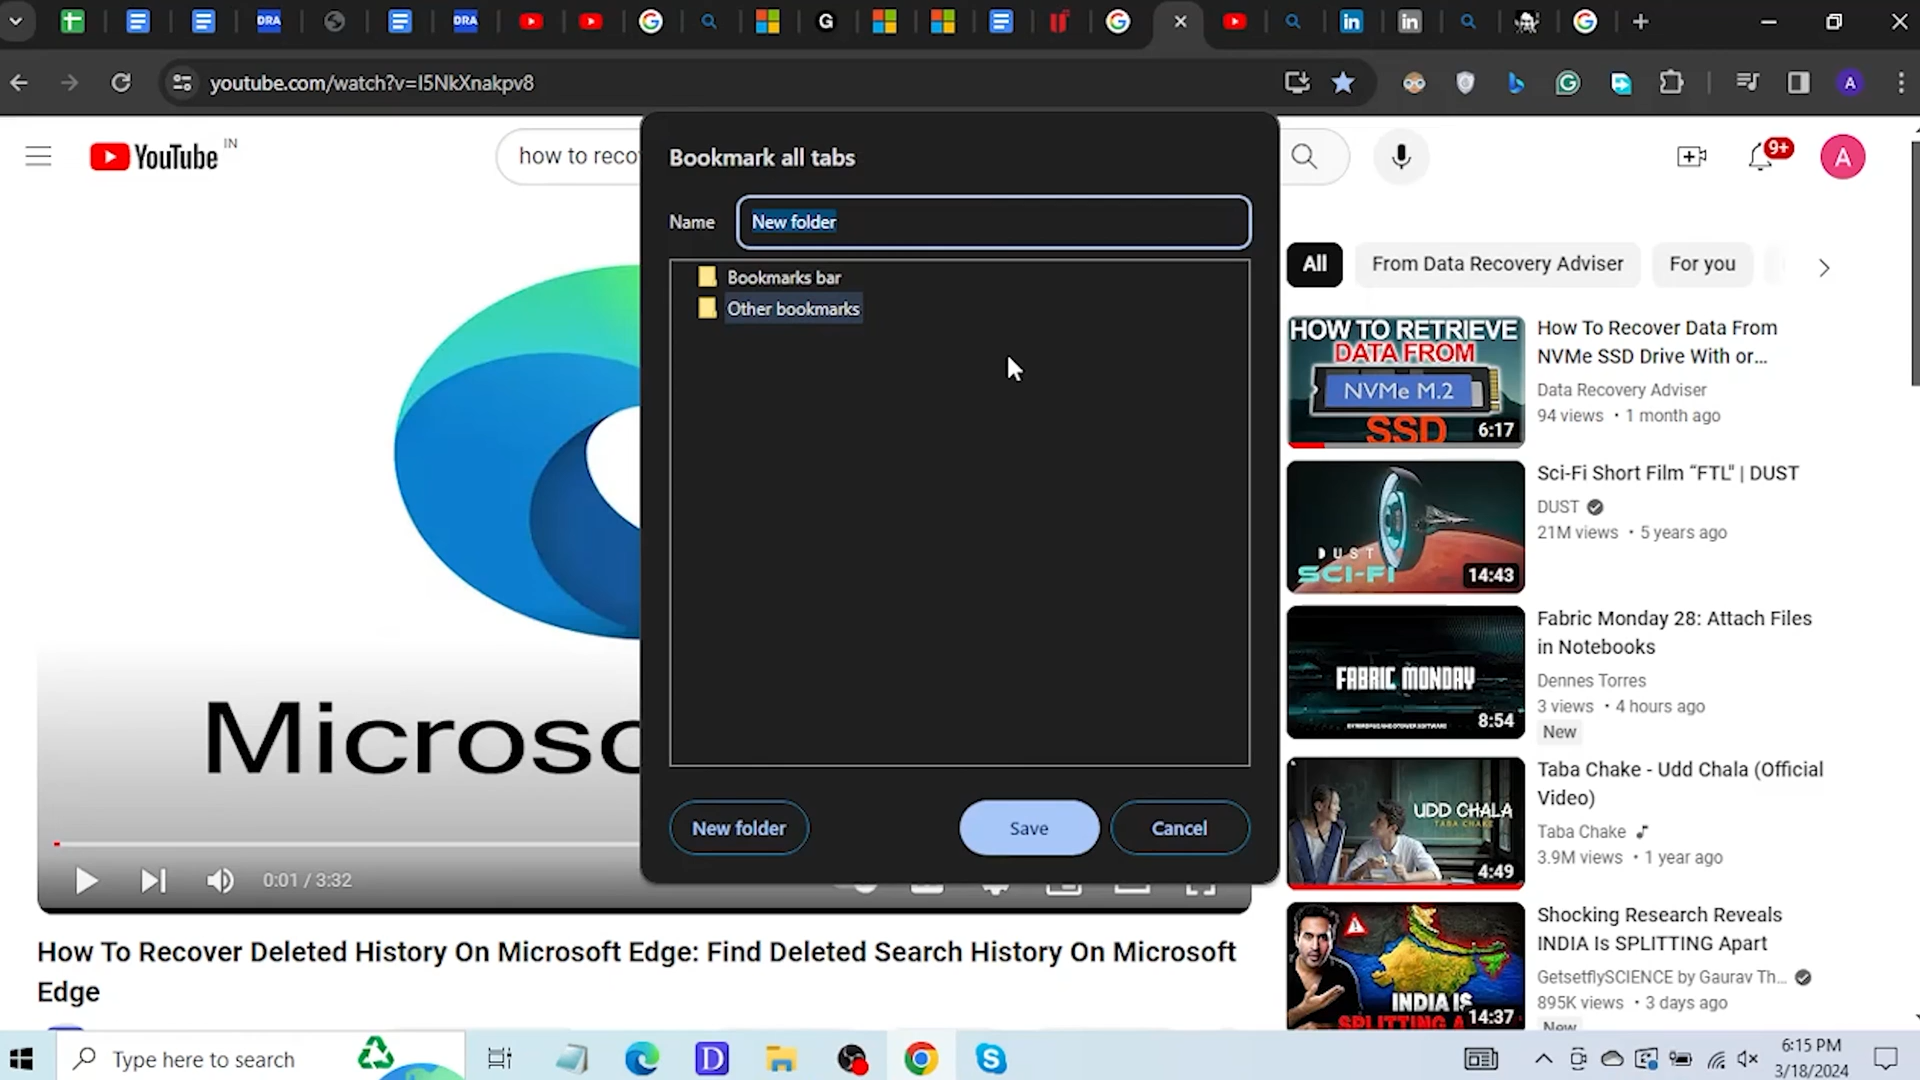 DRA
DRA
G
youtube.com/watch?v=I5NkXnakpv8
A
YouTube IN
how to reco
9+
A
Bookmark all tabs
Name
New folder
Bookmarks bar
Other bookmarks
New folder
Save
Cancel
Microso
0:01 / 3:32
How To Recover Deleted History On Microsoft Edge: Find Deleted Search History On Microsoft
Edge
All
From Data Recovery Adviser
For you
HOW TO RETRIEVE
DATA FROM
NVMe M.2
SSD
6:17
How To Recover Data From
NVMe SSD Drive With or...
Data Recovery Adviser
94 views • 1 month ago
DUST
SCI-FI
14:43
Sci-Fi Short Film “FTL" | DUST
DUST
21M views • 5 years ago
FABRIC MONDAY
8:54
Fabric Monday 28: Attach Files
in Notebooks
Dennes Torres
3 views • 4 hours ago
New
UDD CHALA
TABA CHAKE
4:49
Taba Chake - Udd Chala (Official
Video)
Taba Chake
3.9M views • 1 year ago
INDIA IS
SPLITTING
14:37
Shocking Research Reveals
INDIA Is SPLITTING Apart
GetsetflySCIENCE by Gaurav Th...
895K views • 3 days ago
New
Type here to search
D
6:15 PM
3/18/2024